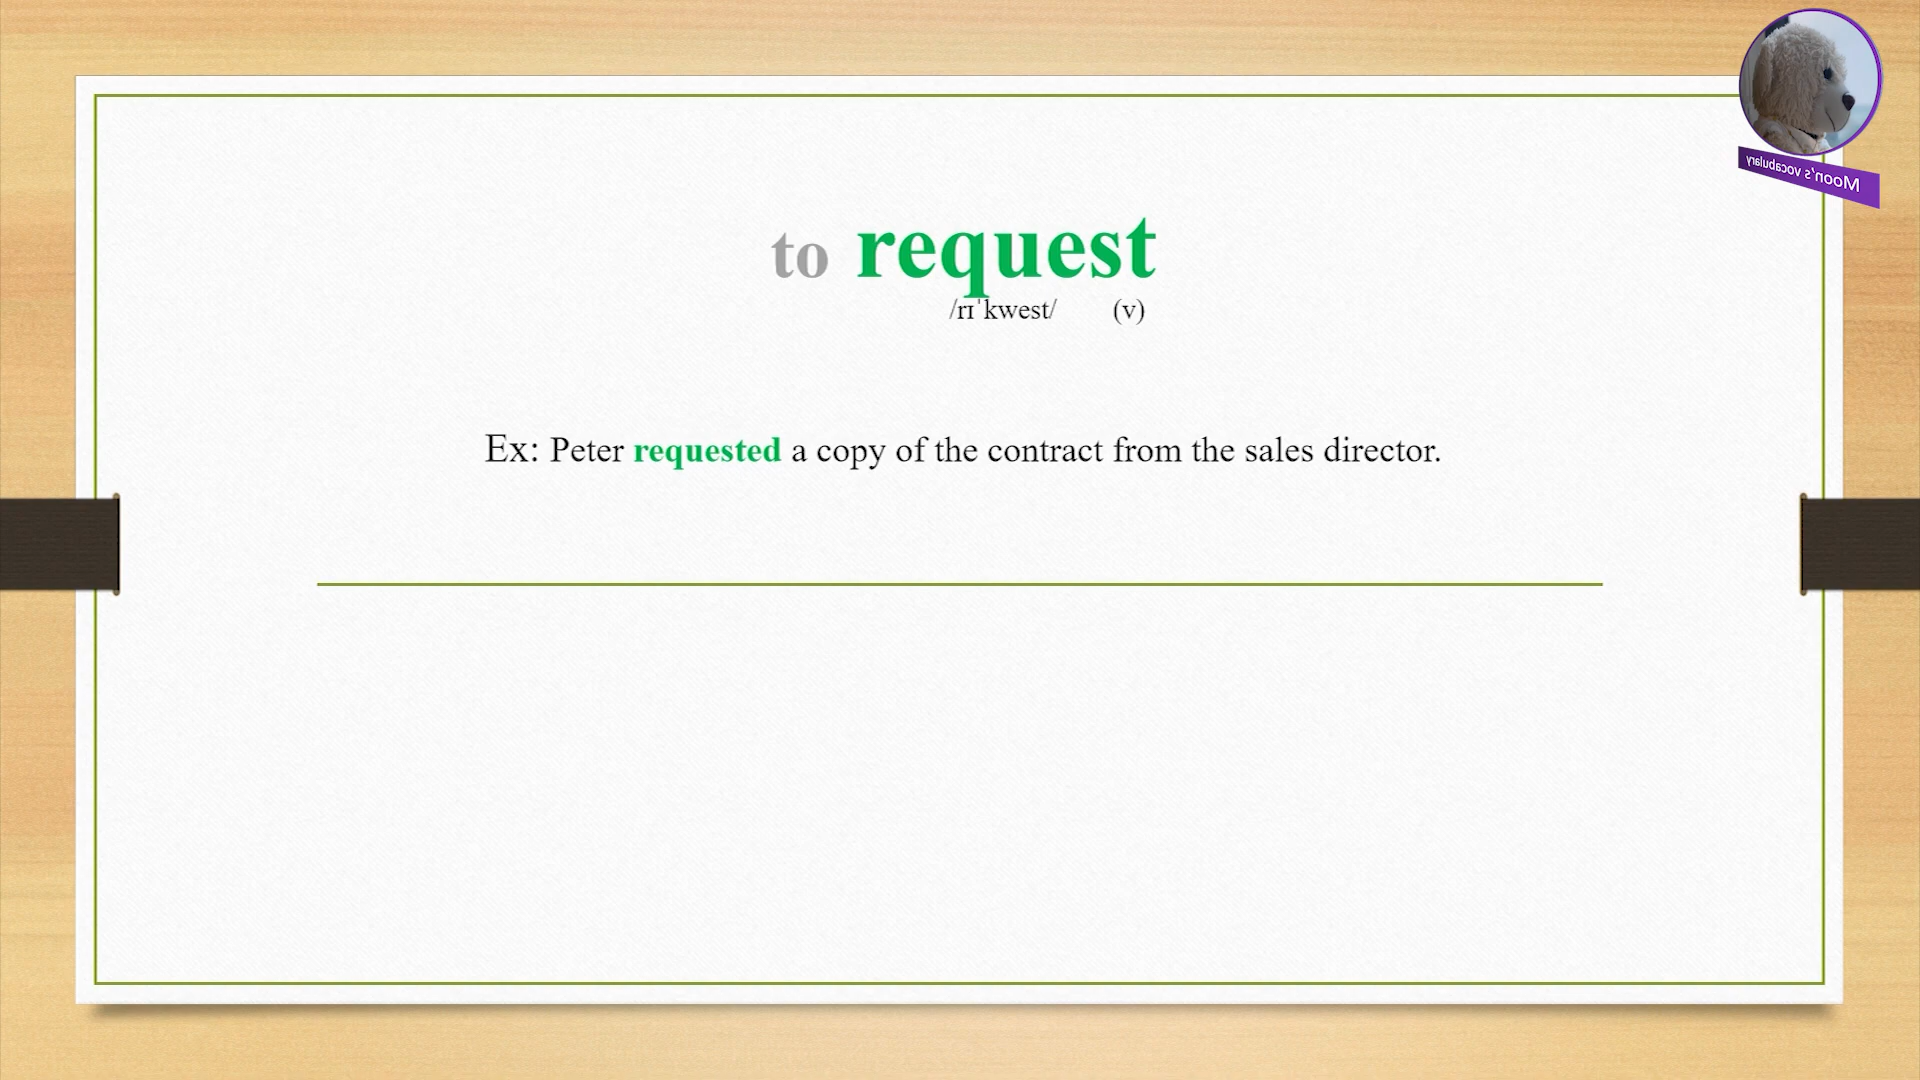 to request
/rɪˈkwest/ (v)
Ex: Peter requested a copy of the contract from the sales director.
Moon's vocabulary